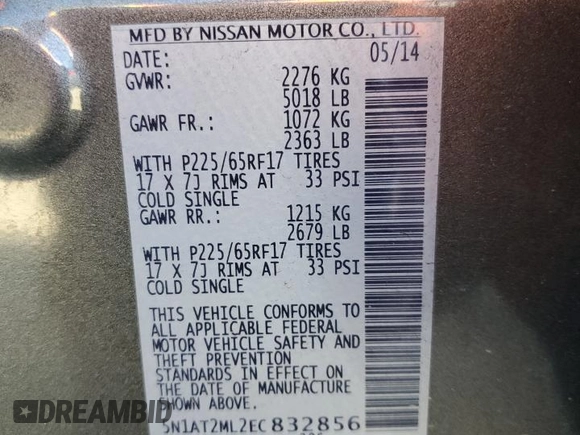 MFD BY NISSAN MOTOR CO., LTD.
DATE: 05/14
GVWR: 2276 KG
5018 LB
GAWR FR.: 1072 KG
2363 LB
WITH P225/65RF17 TIRES
17 X 7J RIMS AT 33 PSI
COLD SINGLE
GAWR RR.: 1215 KG
2679 LB
WITH P225/65RF17 TIRES
17 X 7J RIMS AT 33 PSI
COLD SINGLE
THIS VEHICLE CONFORMS TO
ALL APPLICABLE FEDERAL
MOTOR VEHICLE SAFETY AND
THEFT PREVENTION
STANDARDS IN EFFECT ON
THE DATE OF MANUFACTURE
SHOWN ABOVE.
5N1AT2ML2EC832856
DREAMBID